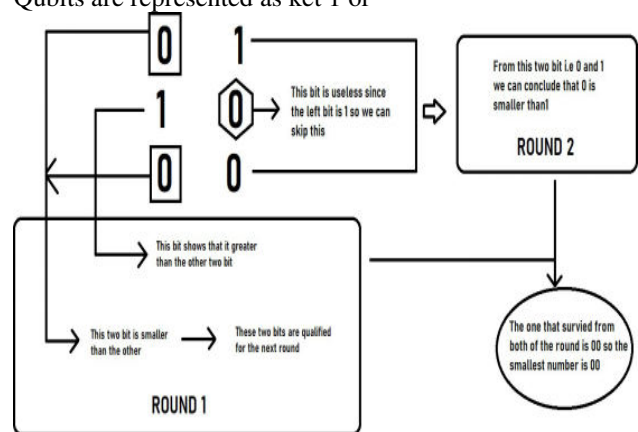 Qubits are represented as ket 1 or
0 1
1 0
0 0
This bit is useless since
the left bit is 1 so we can
skip this
From this two bit i.e 0 and 1
we can conclude that 0 is
smaller than1
ROUND 2
This bit shows that it greater
than the other two bit
This two bit is smaller
than the other
These two bits are qualified
for the next round
ROUND 1
The one that survied from
both of the round is 00 so the
smallest number is 00